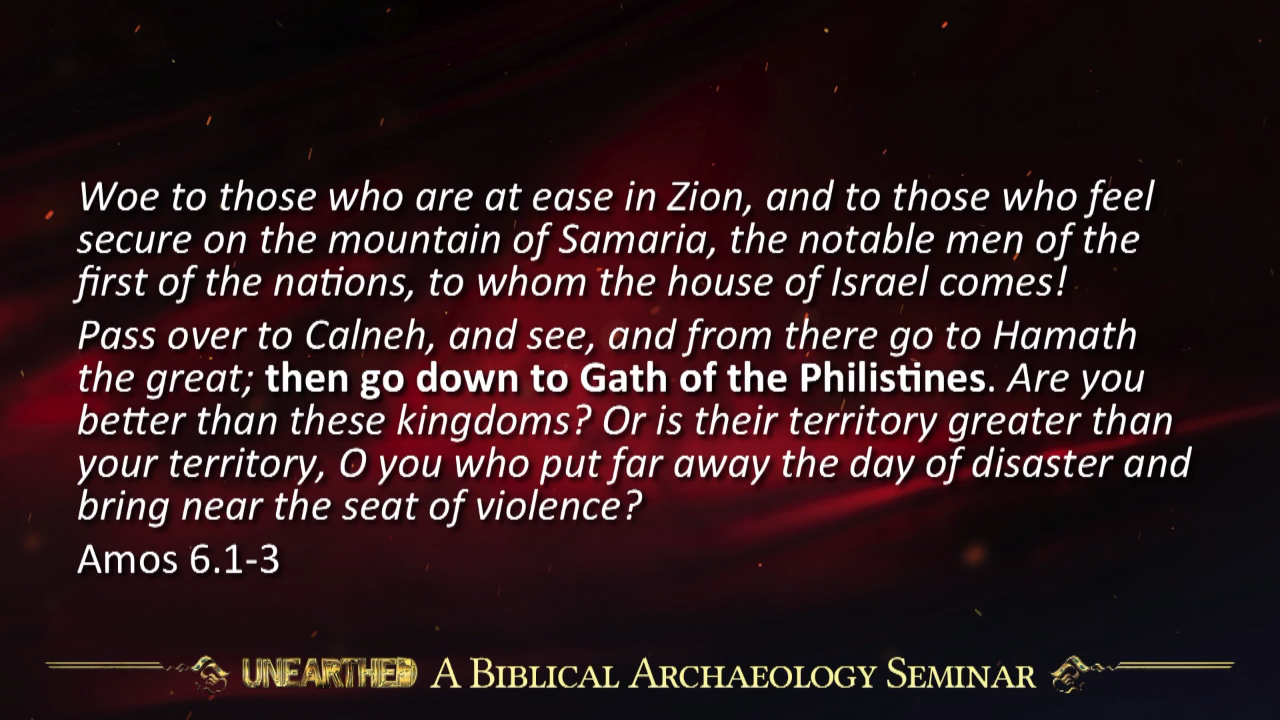 Woe to those who are at ease in Zion, and to those who feel
secure on the mountain of Samaria, the notable men of the
first of the nations, to whom the house of Israel comes!
Pass over to Calneh, and see, and from there go to Hamath
the great; then go down to Gath of the Philistines. Are you
better than these kingdoms? Or is their territory greater than
your territory, O you who put far away the day of disaster and
bring near the seat of violence?
Amos 6.1-3
UNEARTHED A BIBLICAL ARCHAEOLOGY SEMINAR